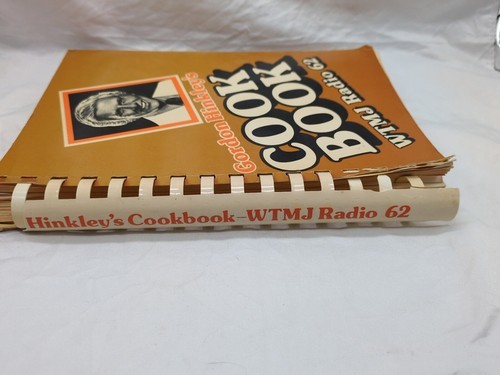 Gordon Hinkley's
COOK
BOOK
WTMJ Radio 62
Hinkley's Cookbook-WTMJ Radio 62